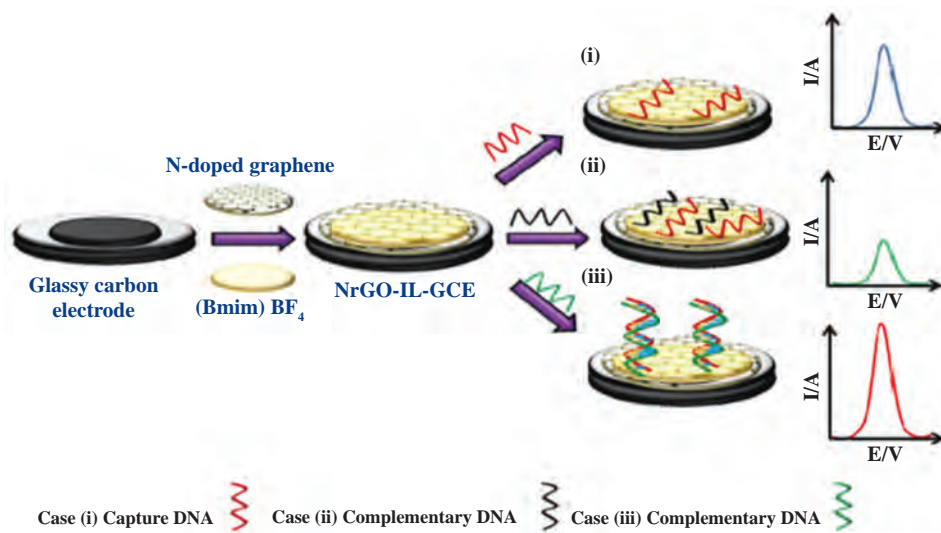 N-doped graphene
Glassy carbon
electrode
(Bmim) BF4
NrGO-IL-GCE
(i)
(ii)
(iii)
I/A
E/V
I/A
E/V
I/A
E/V
Case (i) Capture DNA
Case (ii) Complementary DNA
Case (iii) Complementary DNA